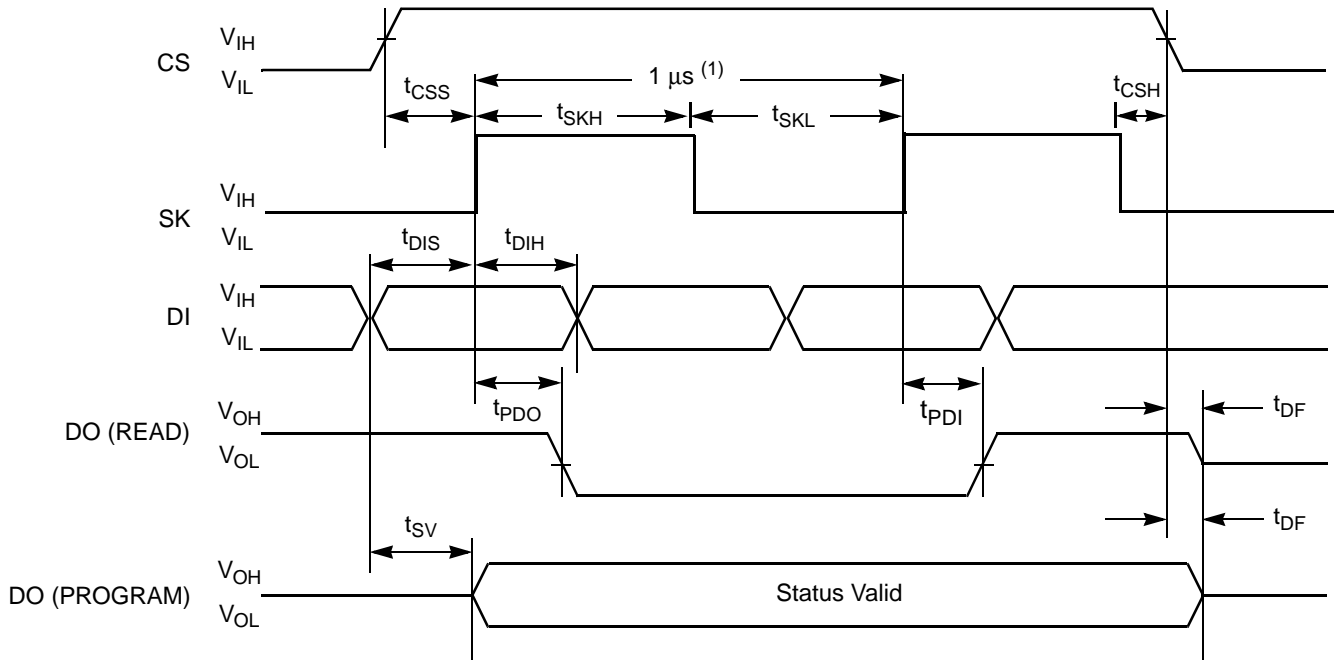 CS
VIH
VIL
tCSS
1 μs (1)
tCSH
tSKH
tSKL
SK
VIH
VIL
tDIS
tDIH
DI
VIH
VIL
tPDO
tPDI
DO (READ)
VOH
VOL
tDF
tSV
tDF
DO (PROGRAM)
VOH
VOL
Status Valid